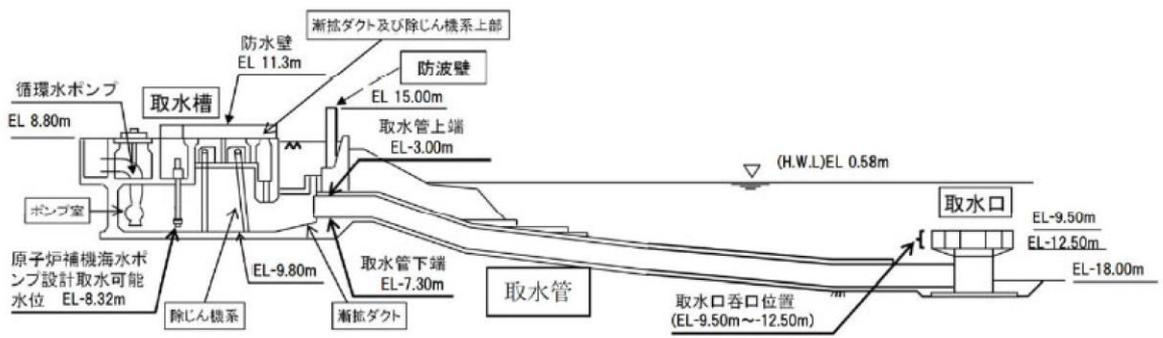 漸拡ダクト及び除じん機系上部
防水壁
EL 11.3m
防波壁
EL 15.00m
循環水ポンプ
取水槽
EL 8.80m
取水管上端
EL-3.00m
(H.W.L)EL 0.58m
ポンプ室
取水口
EL-9.50m
EL-12.50m
原子炉補機海水ポ
ンプ設計取水可能
水位 EL-8.32m
EL-9.80m
取水管下端
EL-7.30m
取水管
EL-18.00m
除じん機系
漸拡ダクト
取水口呑口位置
(EL-9.50m～-12.50m)